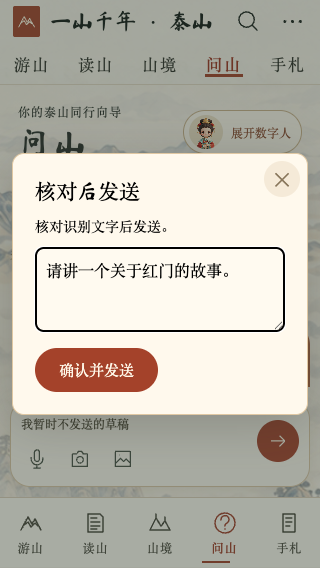 一山千年 · 泰山
游山 读山 山境 问山 手札
你的泰山同行向导
问山
展开数字人
核对后发送
核对识别文字后发送。
请讲一个关于红门的故事。
确认并发送
我暂时不发送的草稿
游山 读山 山境 问山 手札